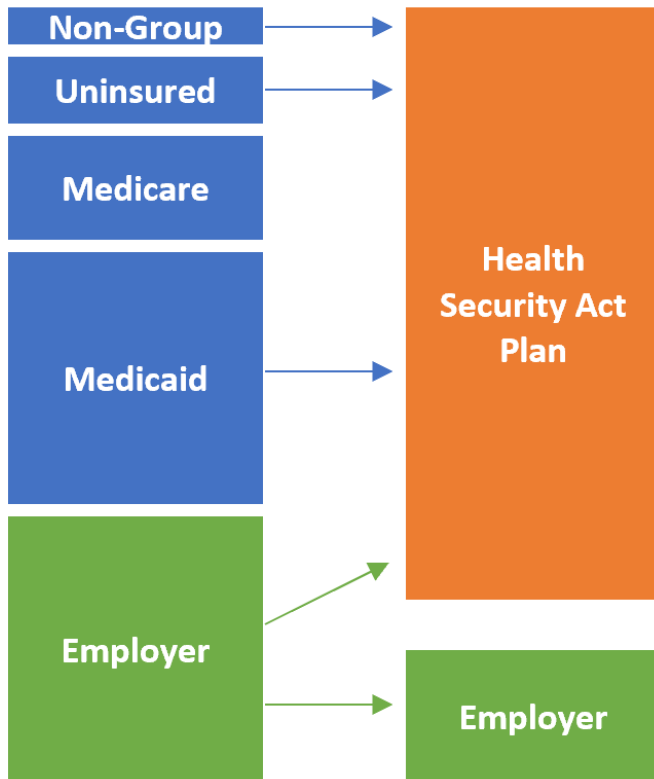 Non-Group
Uninsured
Medicare
Medicaid
Employer
Health
Security Act
Plan
Employer